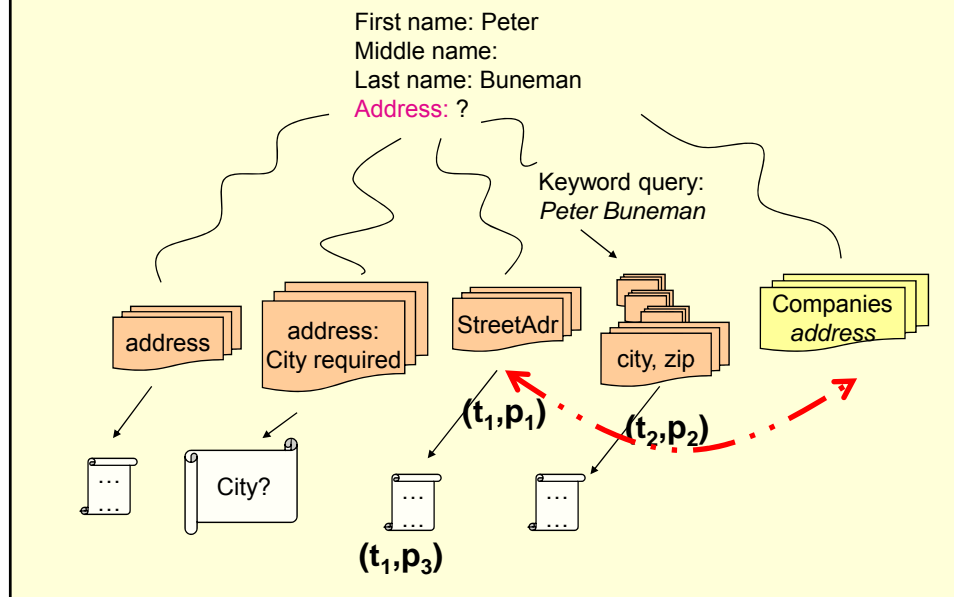 First name: Peter
Middle name:
Last name: Buneman
Address: ?
Keyword query:
Peter Buneman
address
address:
City required
StreetAdr
city, zip
Companies
address
(t₁,p₁)
(t₂,p₂)
...
...
City?
...
...
...
...
(t₁,p₃)